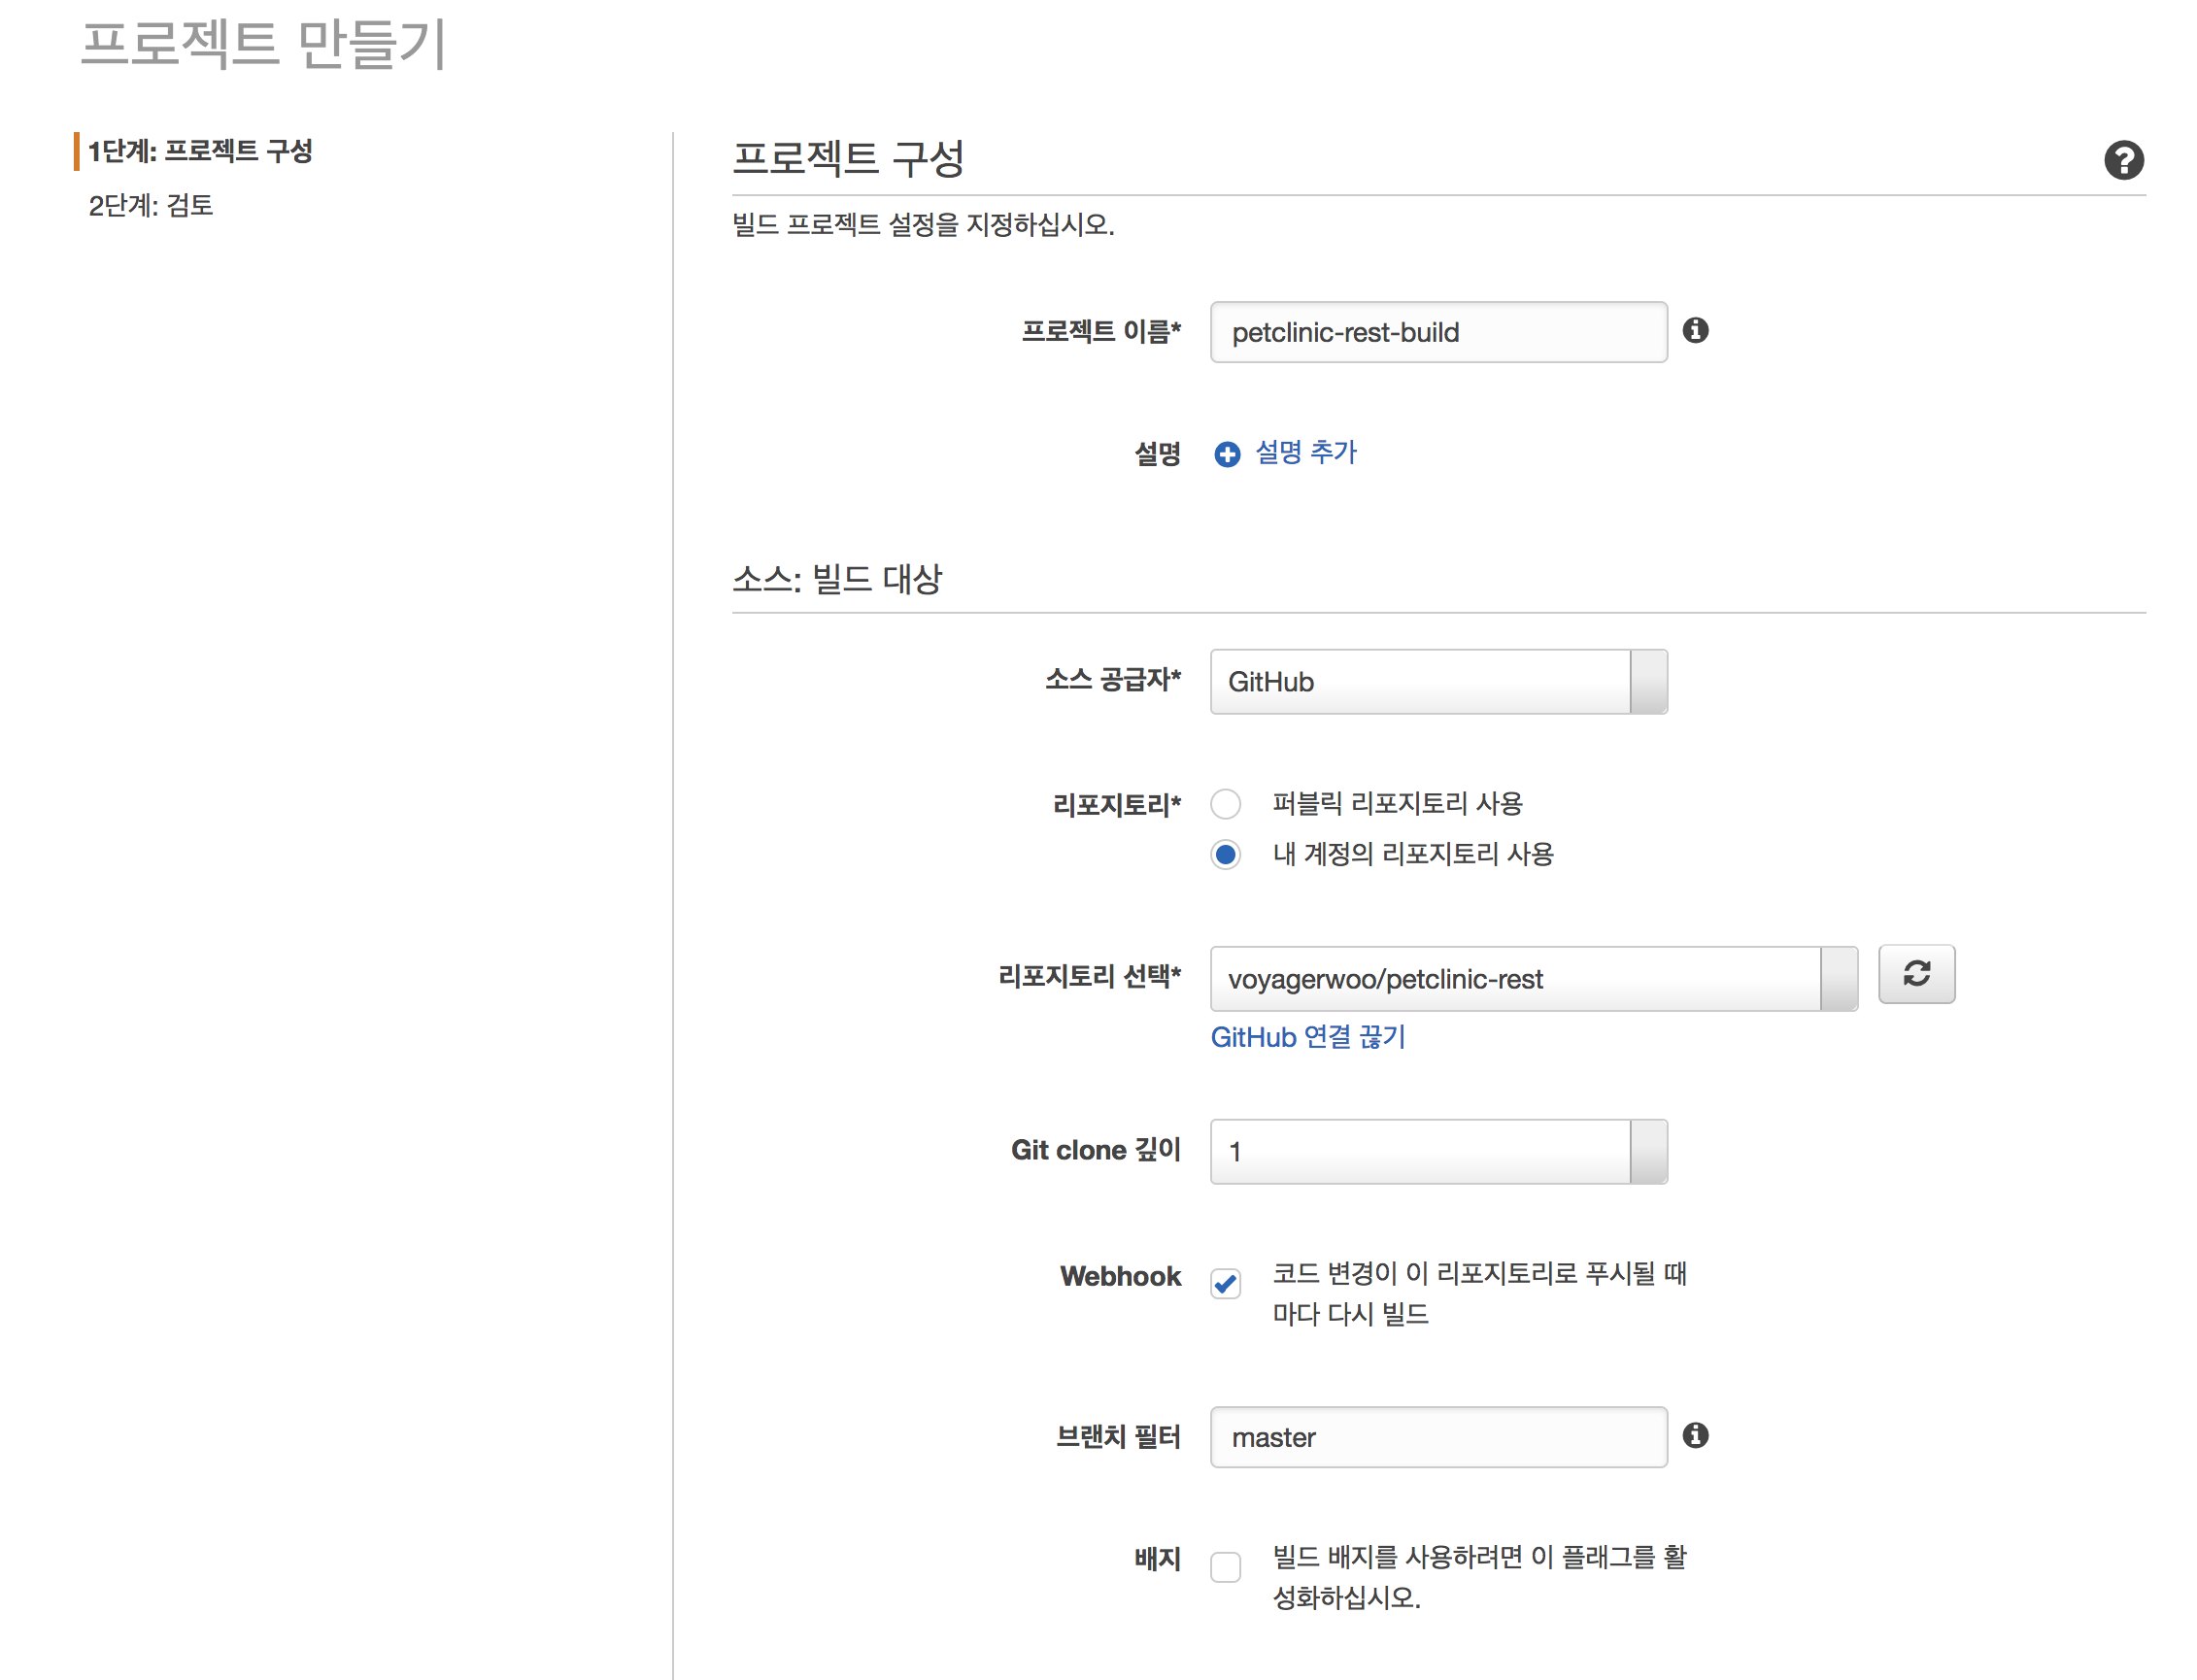 프로젝트 만들기
1단계: 프로젝트 구성
2단계: 검토
프로젝트 구성
빌드 프로젝트 설정을 지정하십시오.
프로젝트 이름* petclinic-rest-build
설명 설명 추가
소스: 빌드 대상
소스 공급자* GitHub
리포지토리* 퍼블릭 리포지토리 사용
내 계정의 리포지토리 사용
리포지토리 선택* voyagerwoo/petclinic-rest
GitHub 연결 끊기
Git clone 깊이 1
Webhook 코드 변경이 이 리포지토리로 푸시될 때
마다 다시 빌드
브랜치 필터 master
배지 빌드 배지를 사용하려면 이 플래그를 활
성화하십시오.